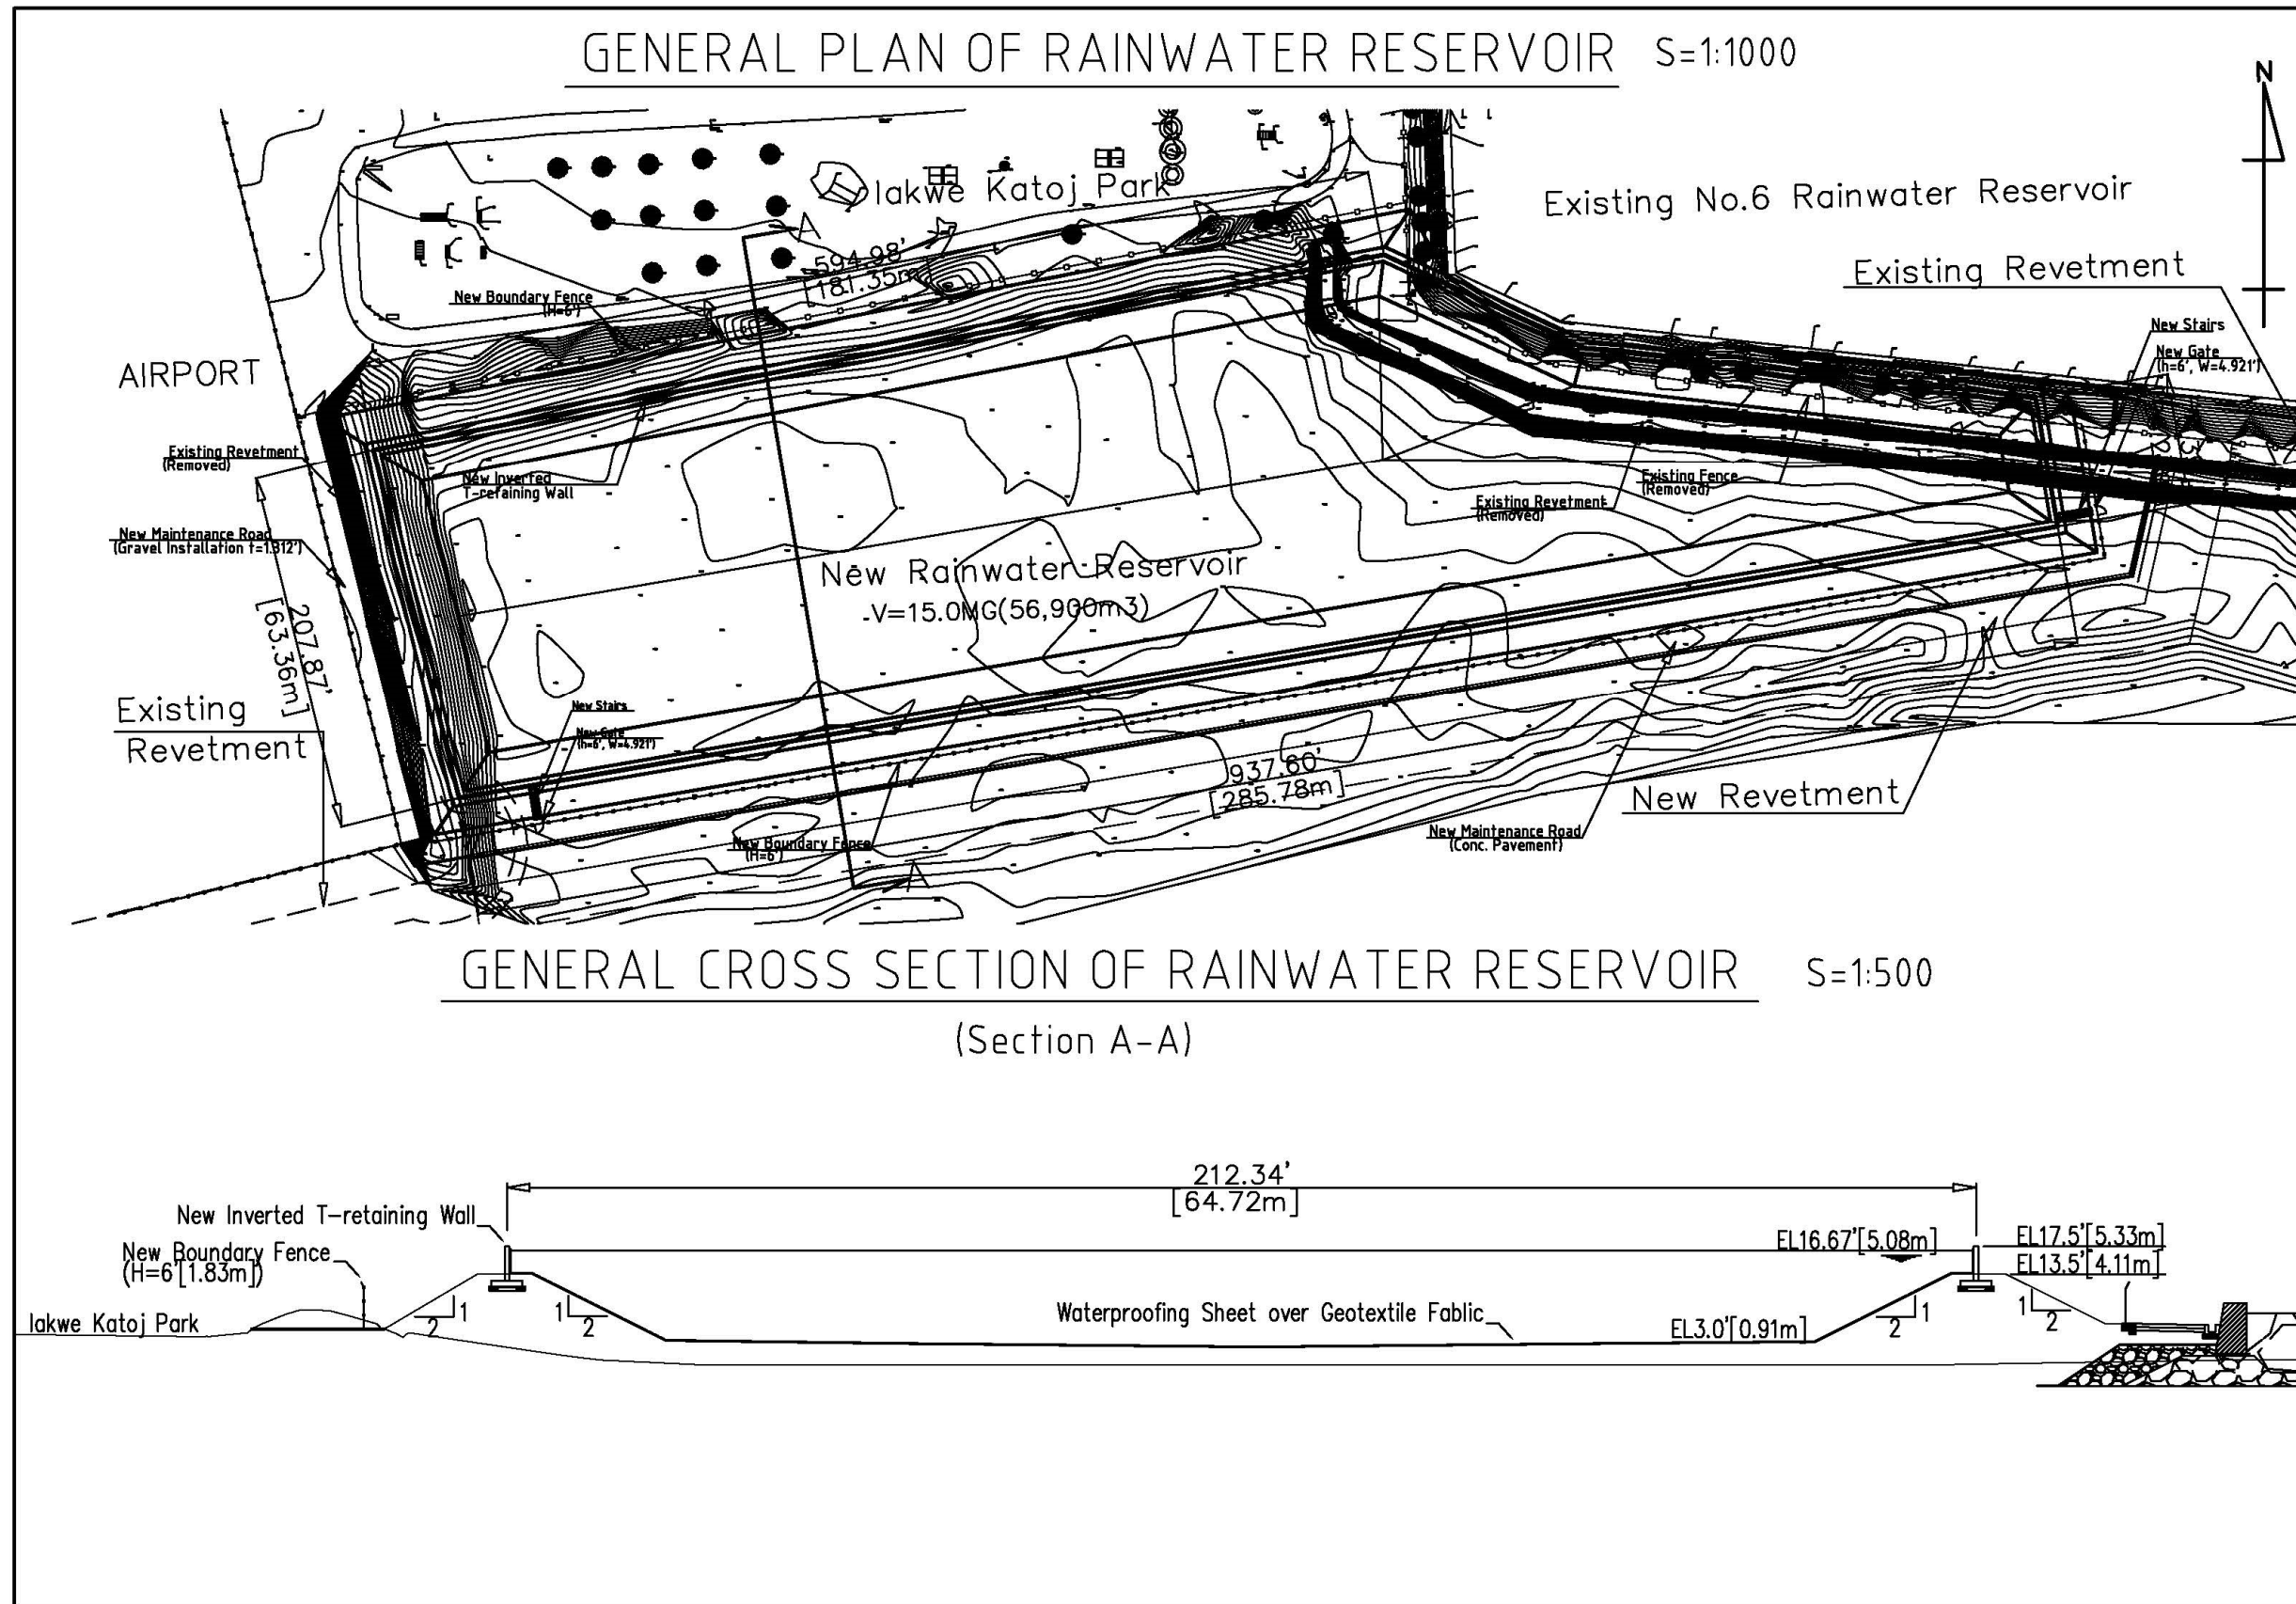 GENERAL PLAN OF RAINWATER RESERVOIR S=1:1000
N
Iakwe Katoj Park
Existing No.6 Rainwater Reservoir
A
594.98'
[181.35m]
Existing Revetment
New Boundary Fence
(H=6')
New Stairs
New Gate
(h=6', W=4.921')
AIRPORT
Existing Revetment
(Removed)
New Inverted
T-retaining Wall
Existing Fence
(Removed)
Existing Revetment
(Removed)
New Maintenance Road
(Gravel Installation t=1.312')
New Rainwater Reservoir
V=15.0MG(56,900m3)
207.87'
[63.36m]
Existing
Revetment
New Stairs
New Gate
(h=6', W=4.921')
937.60'
[285.78m]
New Revetment
New Maintenance Road
(Conc. Pavement)
New Boundary Fence
(H=6')
A
GENERAL CROSS SECTION OF RAINWATER RESERVOIR S=1:500
(Section A-A)
212.34'
[64.72m]
New Inverted T-retaining Wall
New Boundary Fence
(H=6'[1.83m])
EL16.67'[5.08m]
EL17.5'[5.33m]
EL13.5'[4.11m]
Iakwe Katoj Park
1
2
1
2
Waterproofing Sheet over Geotextile Fablic
EL3.0'[0.91m]
1
2
1
2